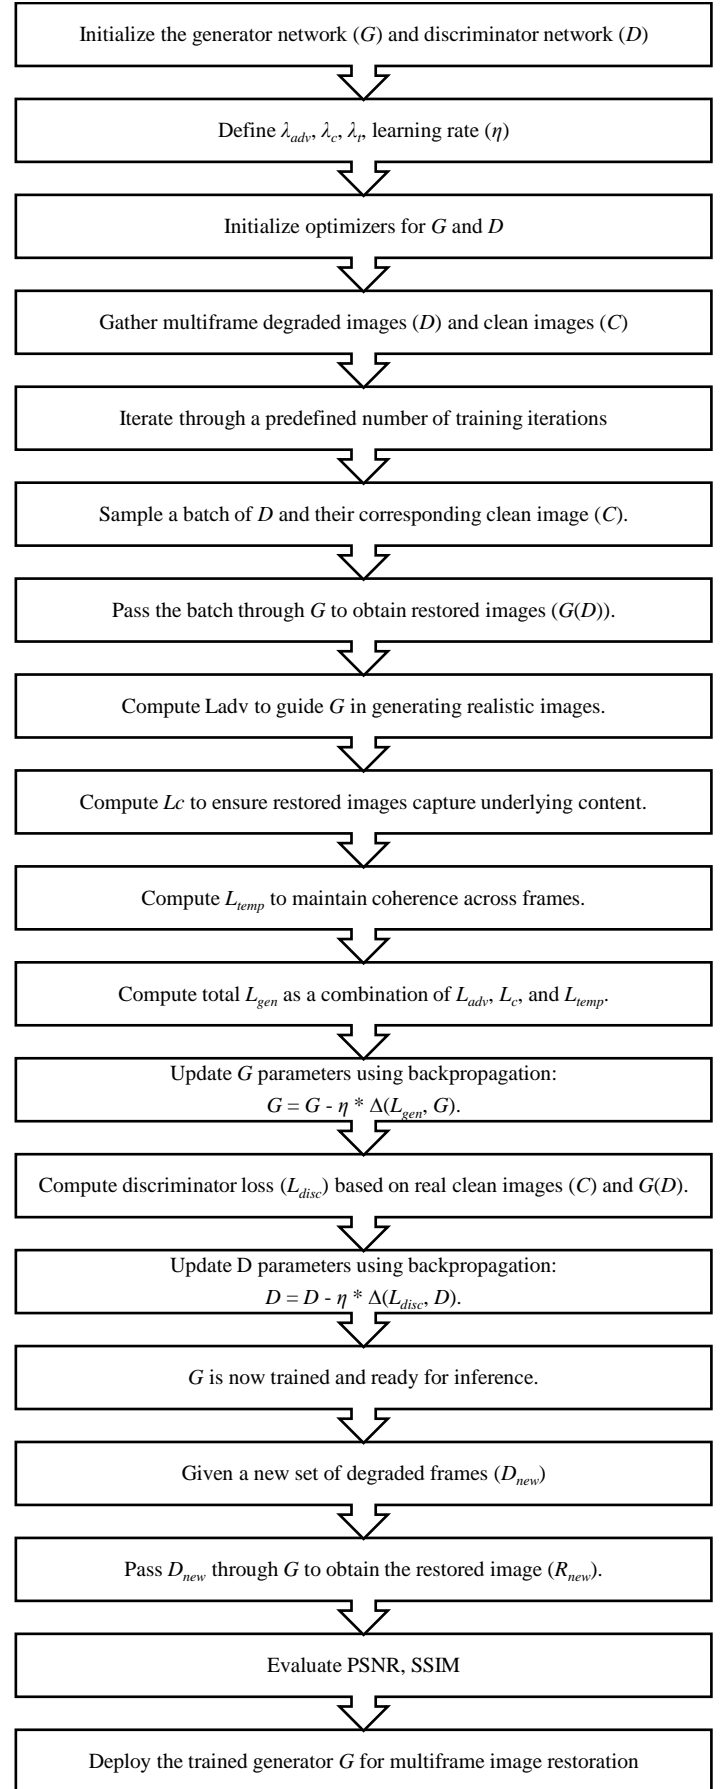 Initialize the generator network (G) and discriminator network (D)
Define λadv, λc, λt, learning rate (η)
Initialize optimizers for G and D
Gather multiframe degraded images (D) and clean images (C)
Iterate through a predefined number of training iterations
Sample a batch of D and their corresponding clean image (C).
Pass the batch through G to obtain restored images (G(D)).
Compute Ladv to guide G in generating realistic images.
Compute Lc to ensure restored images capture underlying content.
Compute Ltemp to maintain coherence across frames.
Compute total Lgen as a combination of Ladv, Lc, and Ltemp.
Update G parameters using backpropagation:
G = G - η * Δ(Lgen, G).
Compute discriminator loss (Ldisc) based on real clean images (C) and G(D).
Update D parameters using backpropagation:
D = D - η * Δ(Ldisc, D).
G is now trained and ready for inference.
Given a new set of degraded frames (Dnew)
Pass Dnew through G to obtain the restored image (Rnew).
Evaluate PSNR, SSIM
Deploy the trained generator G for multiframe image restoration